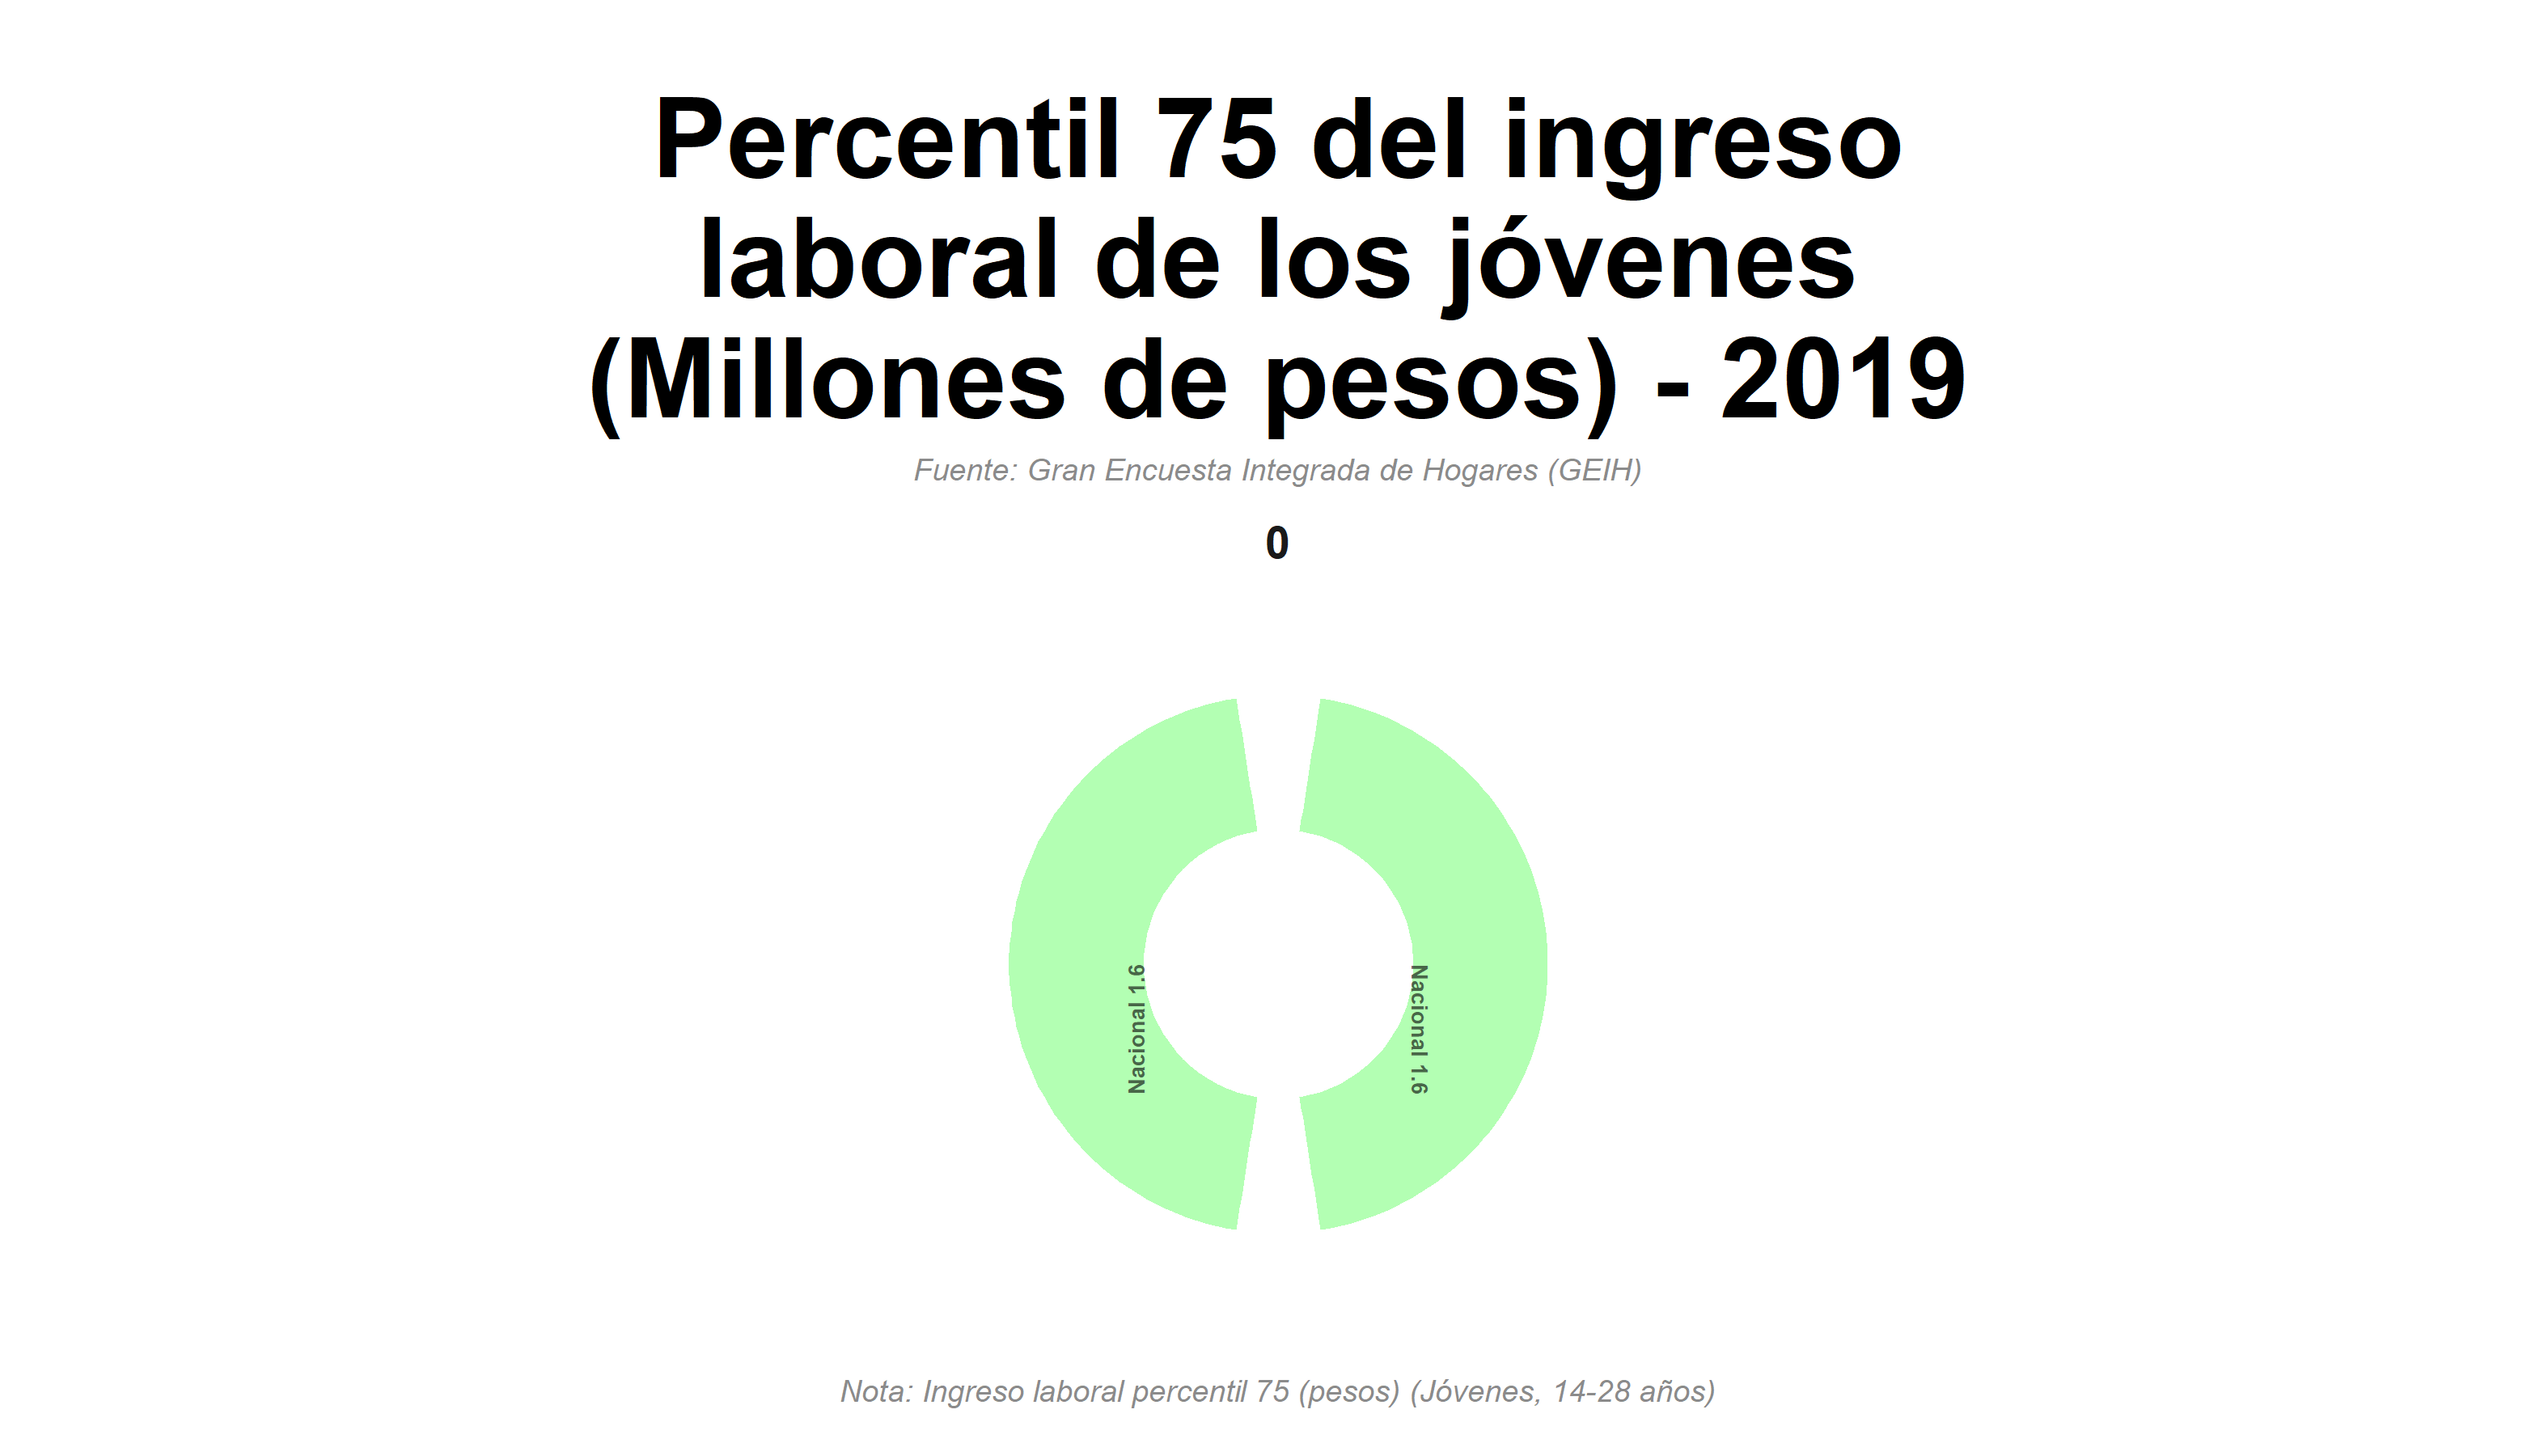 Percentil 75 del ingreso
laboral de los jóvenes
(Millones de pesos) - 2019
Fuente: Gran Encuesta Integrada de Hogares (GEIH)
0
Nacional 1.6
Nacional 1.6
Nota: Ingreso laboral percentil 75 (pesos) (Jóvenes, 14-28 años)